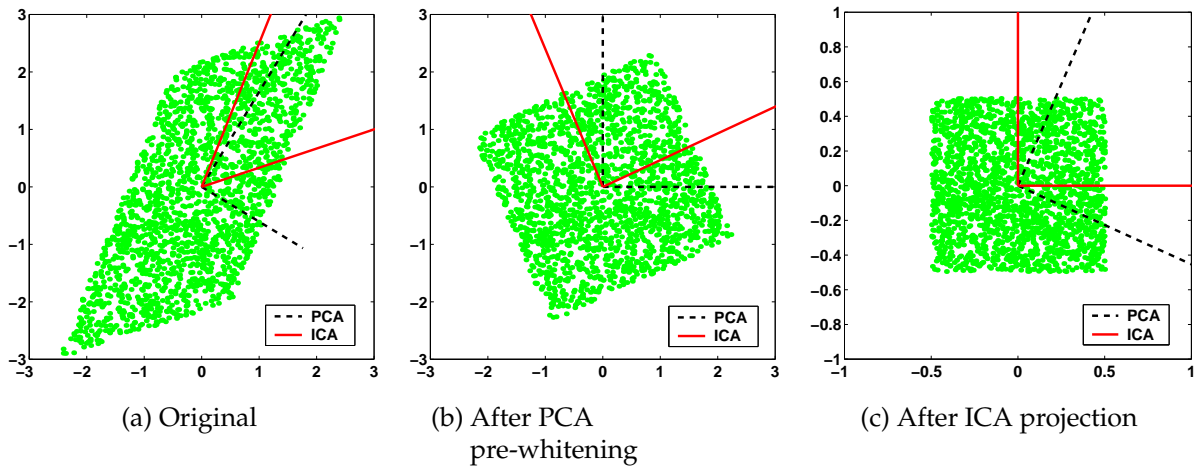 3
2
1
0
−1
−2
−3
−3 −2 −1 0 1 2 3
PCA
ICA
(a) Original
3
2
1
0
−1
−2
−3
−3 −2 −1 0 1 2 3
PCA
ICA
(b) After PCA
pre-whitening
1
0.8
0.6
0.4
0.2
0
−0.2
−0.4
−0.6
−0.8
−1
−1 −0.5 0 0.5 1
PCA
ICA
(c) After ICA projection